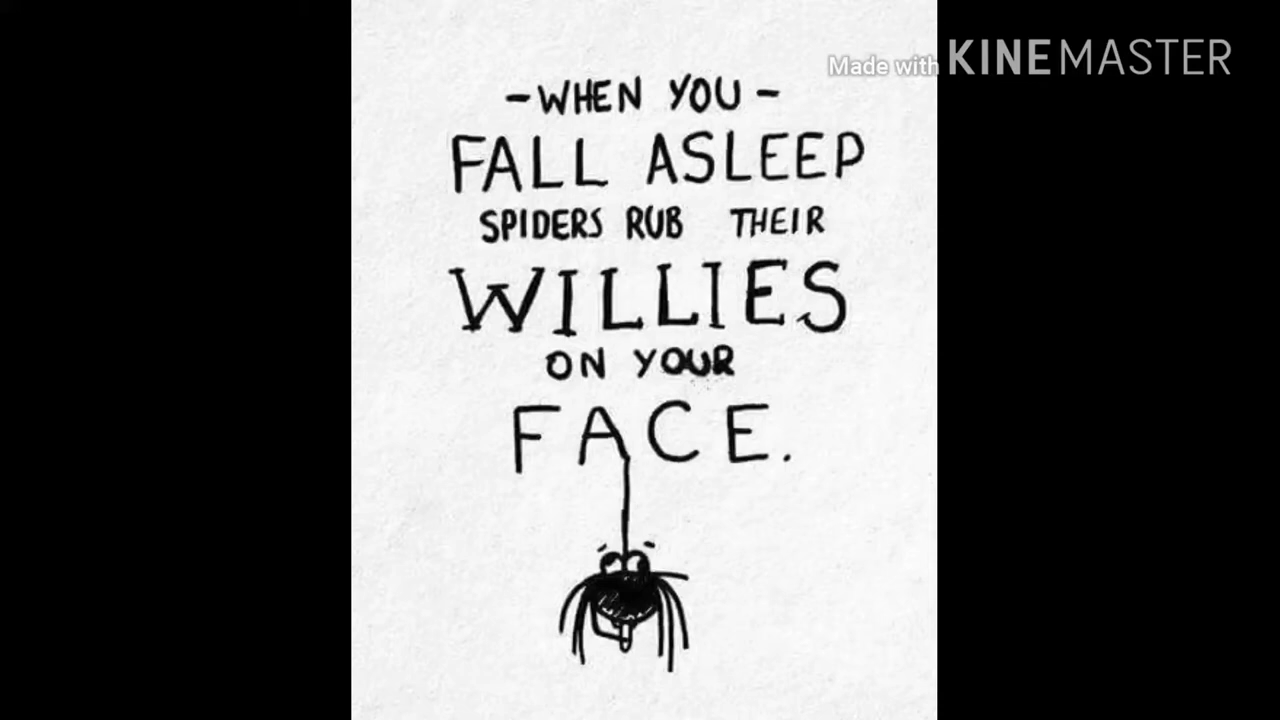 Made with KINEMASTER
-WHEN YOU-
FALL ASLEEP
SPIDERS RUB THEIR
WILLIES
ON YOUR
FACE.